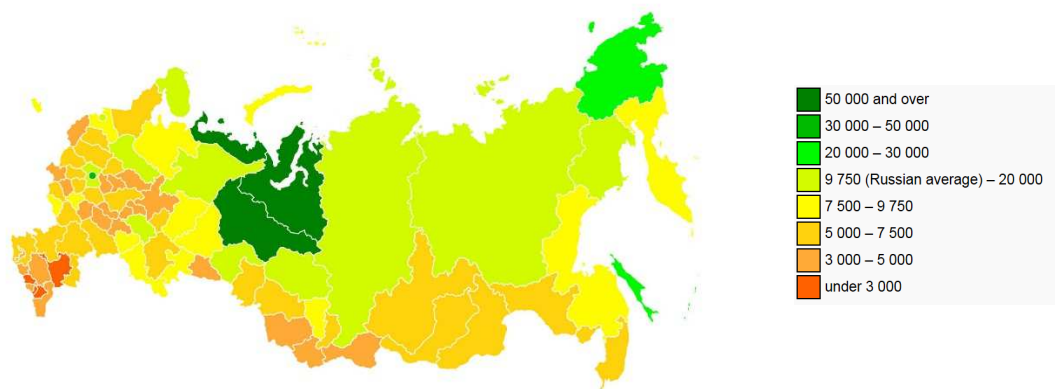 50 000 and over
30 000 – 50 000
20 000 – 30 000
9 750 (Russian average) – 20 000
7 500 – 9 750
5 000 – 7 500
3 000 – 5 000
under 3 000